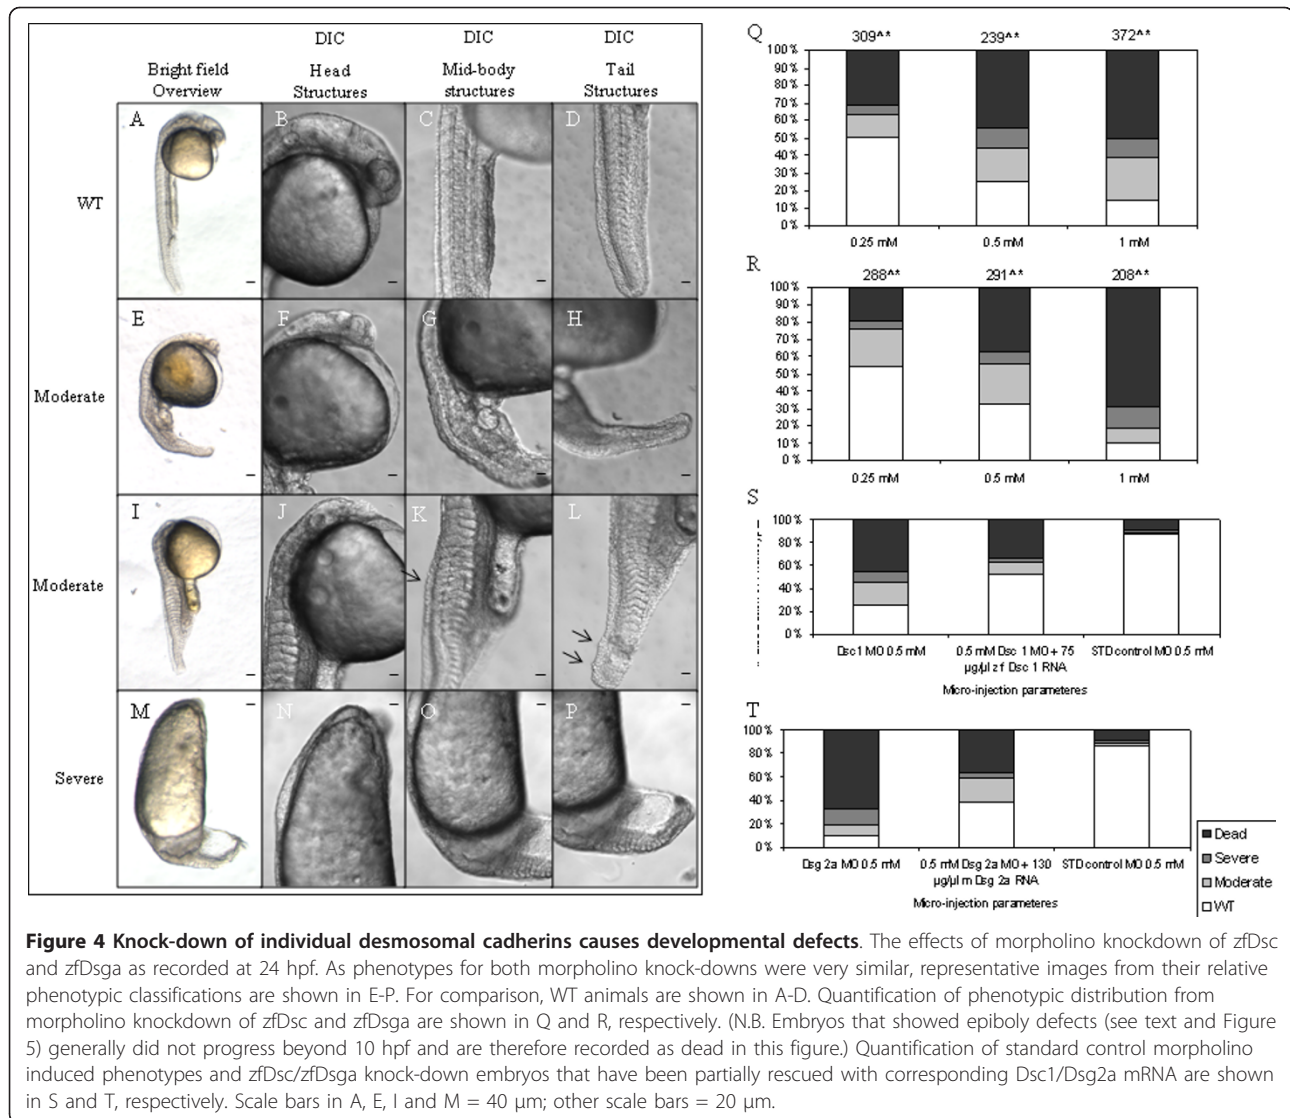 DIC DIC DIC
Bright field Overview
Head Structures
Mid-body structures
Tail Structures
A B C D
WT
E F G H
Moderate
I J K L
Moderate
M N O P
Severe
Q
309^* 239^* 372^*
100%
90%
80%
70%
60%
50%
40%
30%
20%
10%
0%
0.25 mM 0.5 mM 1 mM
R
288^* 291^* 208^*
100%
90%
80%
70%
60%
50%
40%
30%
20%
10%
0%
0.25 mM 0.5 mM 1 mM
S
100%
80%
60%
40%
20%
0%
Dsc1 MO 0.5 mM
0.5 mM Dsc 1 MO + 75
µg/µl zf Dsc 1 RNA
STD control MO 0.5 mM
Micro-injection parameteres
T
100%
80%
60%
40%
20%
0%
Dsg 2a MO 0.5 mM
0.5 mM Dsg 2a MO + 130
µg/µl m Dsg 2a RNA
STD control MO 0.5 mM
Micro-injection parameteres
Dead
Severe
Moderate
WT
Figure 4 Knock-down of individual desmosomal cadherins causes developmental defects. The effects of morpholino knockdown of zfDsc
and zfDsga as recorded at 24 hpf. As phenotypes for both morpholino knock-downs were very similar, representative images from their relative
phenotypic classifications are shown in E-P. For comparison, WT animals are shown in A-D. Quantification of phenotypic distribution from
morpholino knockdown of zfDsc and zfDsga are shown in Q and R, respectively. (N.B. Embryos that showed epiboly defects (see text and Figure
5) generally did not progress beyond 10 hpf and are therefore recorded as dead in this figure.) Quantification of standard control morpholino
induced phenotypes and zfDsc/zfDsga knock-down embryos that have been partially rescued with corresponding Dsc1/Dsg2a mRNA are shown
in S and T, respectively. Scale bars in A, E, I and M = 40 µm; other scale bars = 20 µm.